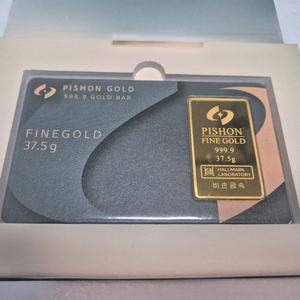 PISHON GOLD
999.9 GOLD BAR
FINEGOLD
37.5g
PISHON
FINE GOLD
999.9
37.5g
HALLMARK
LABORATORY
비손금속